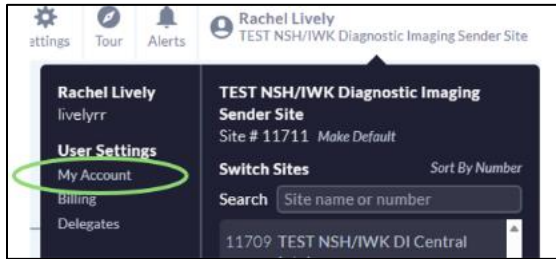 ettings Tour Alerts
Rachel Lively
TEST NSH/IWK Diagnostic Imaging Sender Site
Rachel Lively
livelyrr
User Settings
My Account
Billing
Delegates
TEST NSH/IWK Diagnostic Imaging
Sender Site
Site # 11711 Make Default
Switch Sites Sort By Number
Search Site name or number
11709 TEST NSH/IWK DI Central